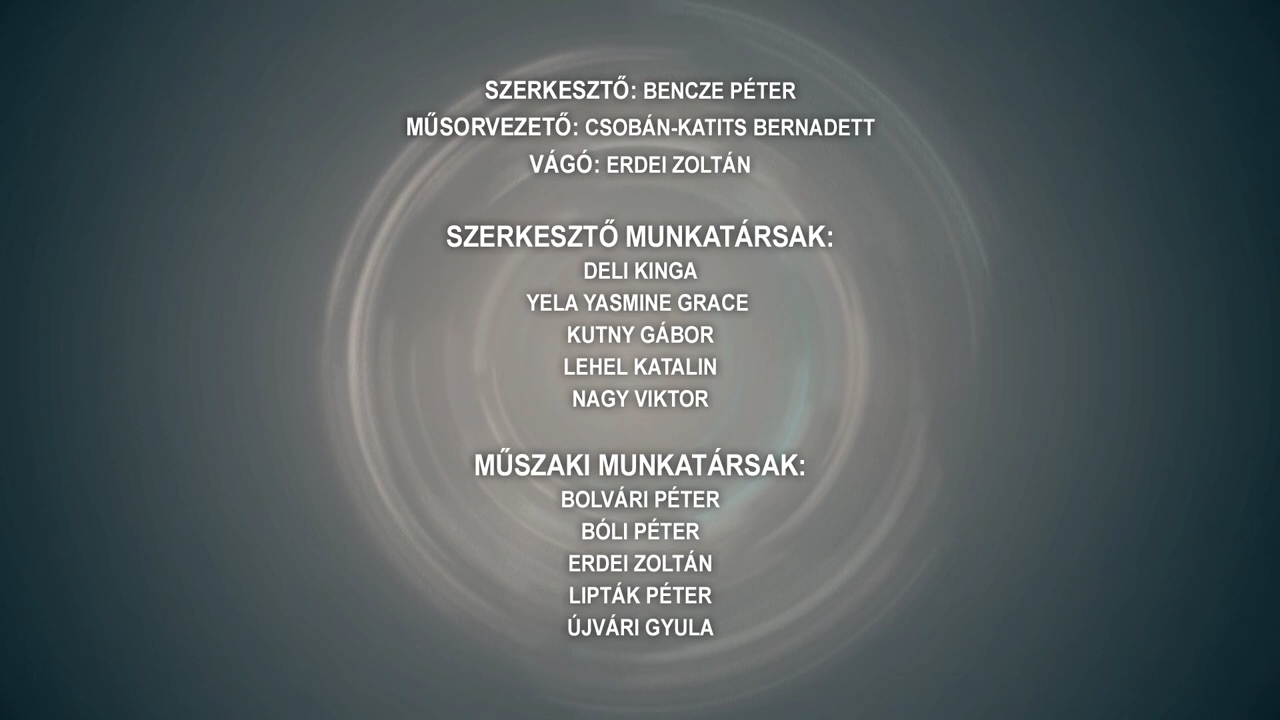 SZERKESZTŐ: BENCZE PÉTER
MŰSORVEZETŐ: CSOBÁN-KATITS BERNADETT
VÁGÓ: ERDEI ZOLTÁN
SZERKESZTŐ MUNKATÁRSAK:
DELI KINGA
YELA YASMINE GRACE
KUTNY GÁBOR
LEHEL KATALIN
NAGY VIKTOR
MŰSZAKI MUNKATÁRSAK:
BOLVÁRI PÉTER
BÓLI PÉTER
ERDEI ZOLTÁN
LIPTÁK PÉTER
ÚJVÁRI GYULA